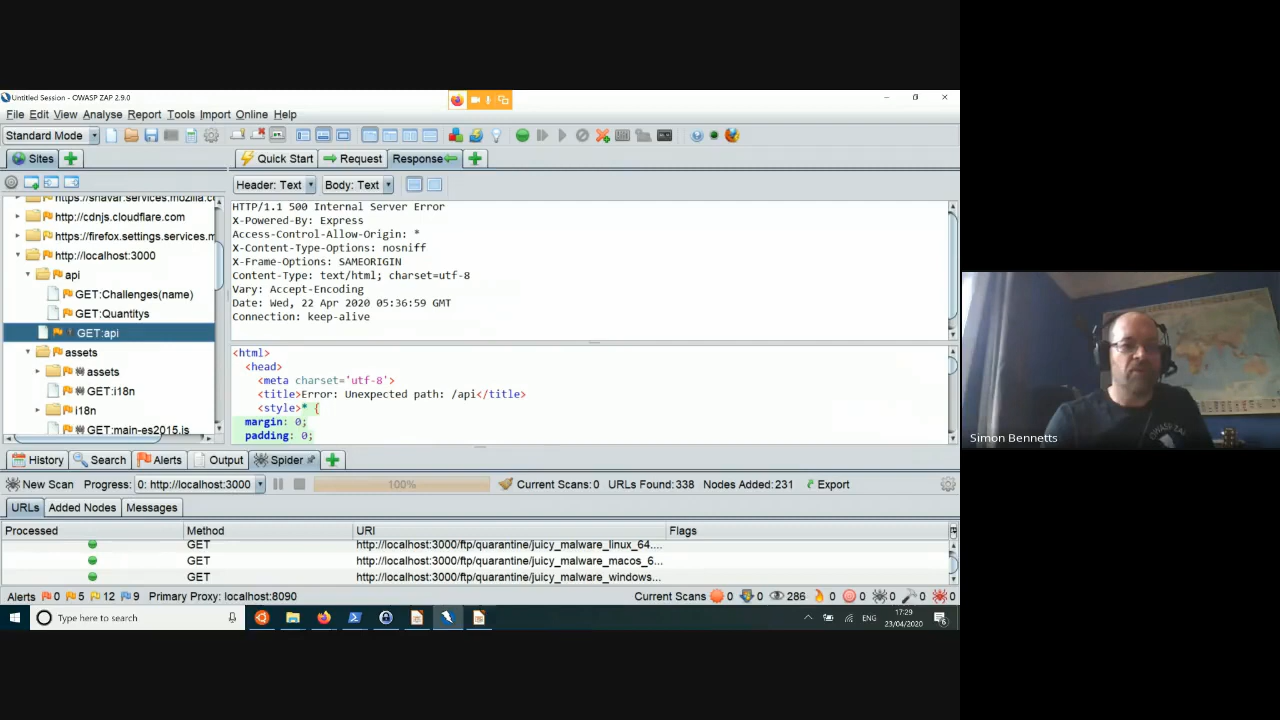 Untitled Session - OWASP ZAP 2.9.0
File Edit View Analyse Report Tools Import Online Help
Standard Mode
Sites
Quick Start Request Response
Header: Text Body: Text
https://shavar.services.mozilla.co
http://cdnjs.cloudflare.com
https://firefox.settings.services.m
http://localhost:3000
api
GET:Challenges(name)
GET:Quantitys
GET:api
assets
assets
GET:i18n
i18n
GET:main-es2015.js
HTTP/1.1 500 Internal Server Error
X-Powered-By: Express
Access-Control-Allow-Origin: *
X-Content-Type-Options: nosniff
X-Frame-Options: SAMEORIGIN
Content-Type: text/html; charset=utf-8
Vary: Accept-Encoding
Date: Wed, 22 Apr 2020 05:36:59 GMT
Connection: keep-alive
<html>
<head>
<meta charset='utf-8'>
<title>Error: Unexpected path: /api</title>
<style>* {
margin: 0;
padding: 0;
Simon Bennetts
OWASP ZAP
History Search Alerts Output Spider
New Scan Progress: 0: http://localhost:3000 100% Current Scans:0 URLs Found:338 Nodes Added:231 Export
URLs Added Nodes Messages
Processed Method URI Flags
GET http://localhost:3000/ftp/quarantine/juicy_malware_linux_64....
GET http://localhost:3000/ftp/quarantine/juicy_malware_macos_6...
GET http://localhost:3000/ftp/quarantine/juicy_malware_windows...
Alerts 0 5 12 9 Primary Proxy: localhost:8090 Current Scans 0 0 286 0 0 0 0 0
Type here to search
ENG
17:29
23/04/2020
6